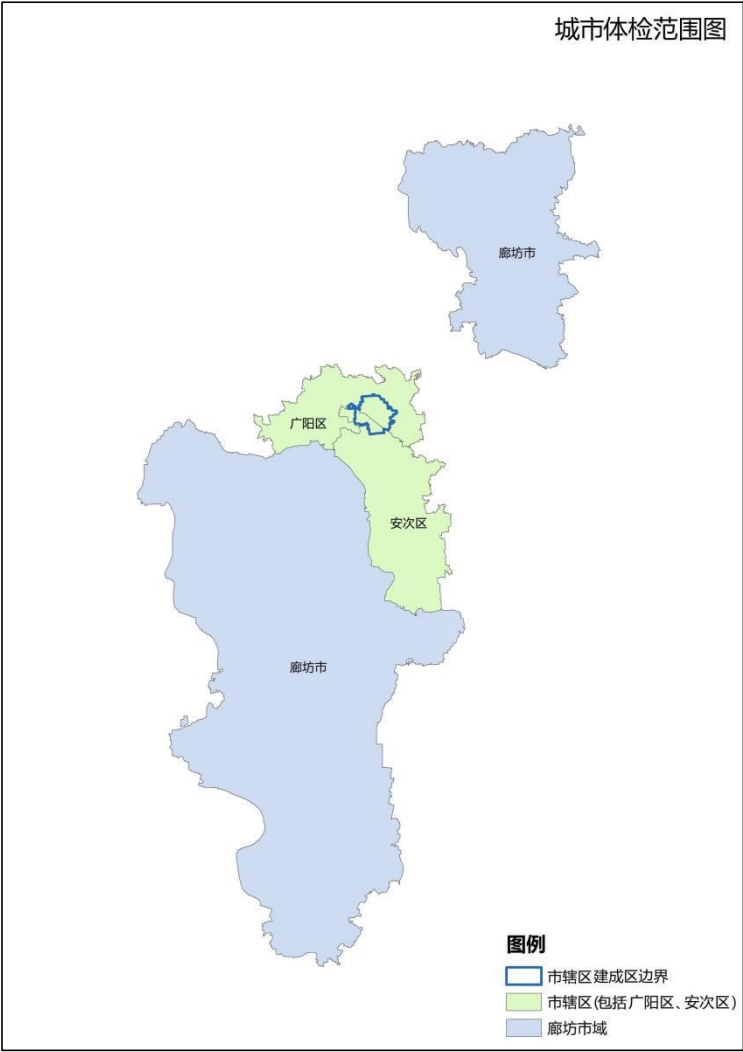 城市体检范围图
廊坊市
广阳区
安次区
廊坊市
图例
市辖区建成区边界
市辖区(包括广阳区、安次区)
廊坊市域